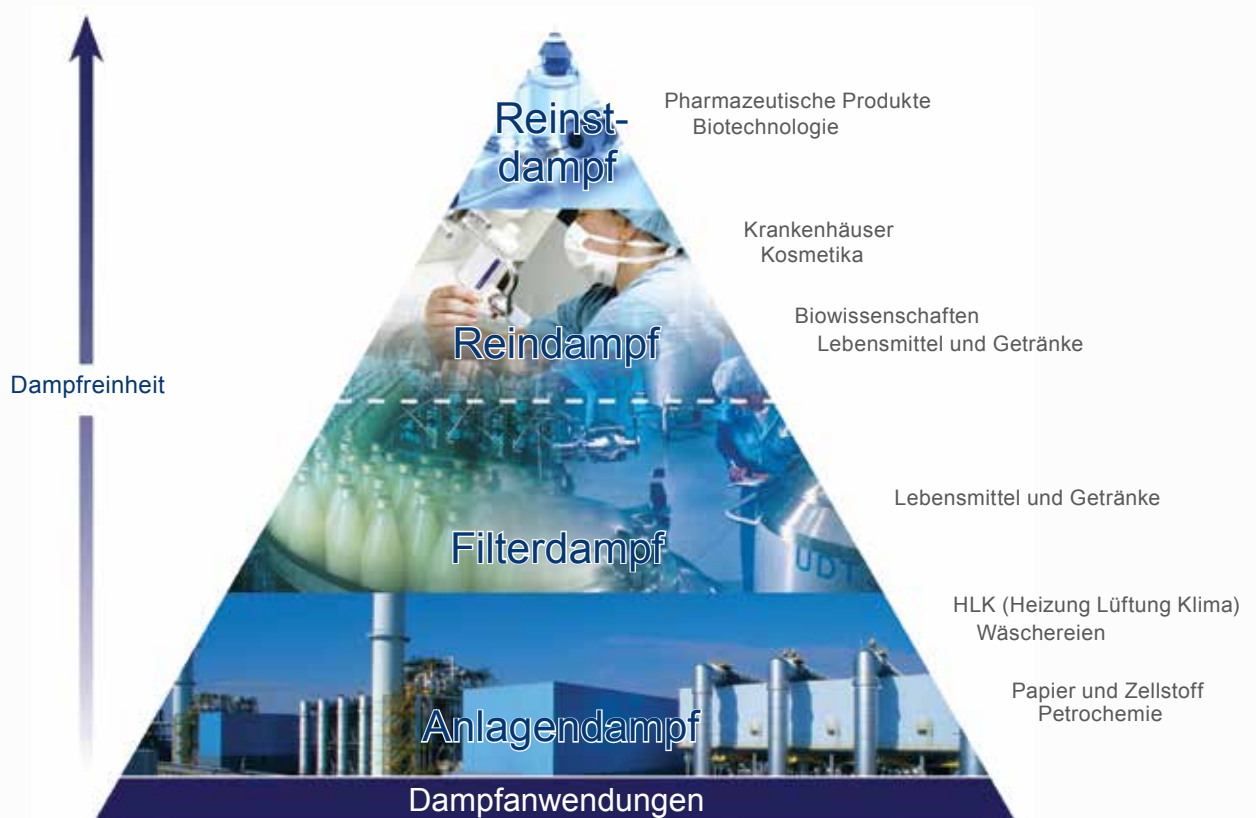 Reinst-
dampf
Pharmazeutische Produkte
Biotechnologie
Krankenhäuser
Kosmetika
Biowissenschaften
Lebensmittel und Getränke
Reindampf
Dampfreinheit
Lebensmittel und Getränke
Filterdampf
UDT
HLK (Heizung Lüftung Klima)
Wäschereien
Papier und Zellstoff
Petrochemie
Anlagendampf
Dampfanwendungen